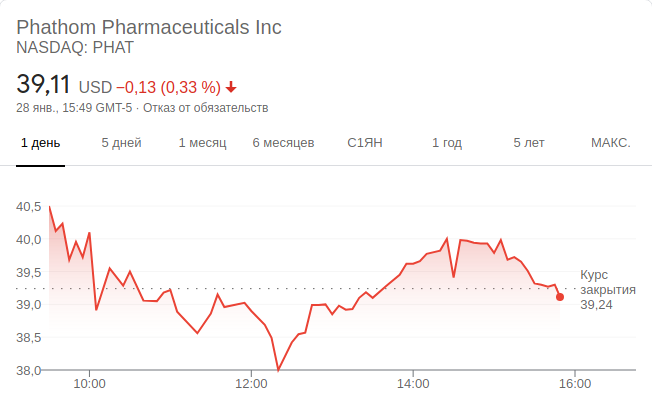 Phathom Pharmaceuticals Inc
NASDAQ: PHAT
39,11 USD −0,13 (0,33 %)
28 янв., 15:49 GMT-5 · Отказ от обязательств
1 день 5 дней 1 месяц 6 месяцев С1ЯН 1 год 5 лет МАКС.
40,5
40,0
39,5
39,0
38,5
38,0
Курс
закрытия
39,24
10:00 12:00 14:00 16:00